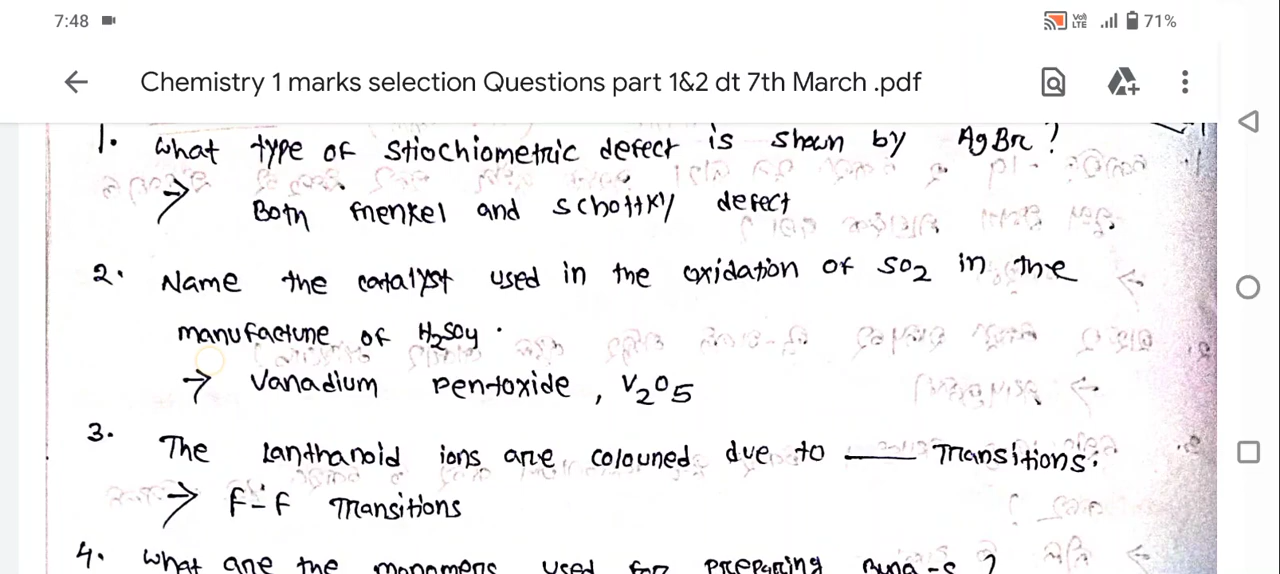 7:48
Vo)
LTE
71%
Chemistry 1 marks selection Questions part 1&2 dt 7th March .pdf
1. What type of stiochiometric defect is shown by AgBr?
→ Both frenkel and schottky defect
2. Name the catalyst used in the oxidation of SO2 in the
manufacture of H2SO4.
→ Vanadium pentoxide, V2O5
3. The lanthanoid ions are coloured due to ____ Transitions.
→ F-F Transitions
4. What are the monomers used for preparing Buna-s ?